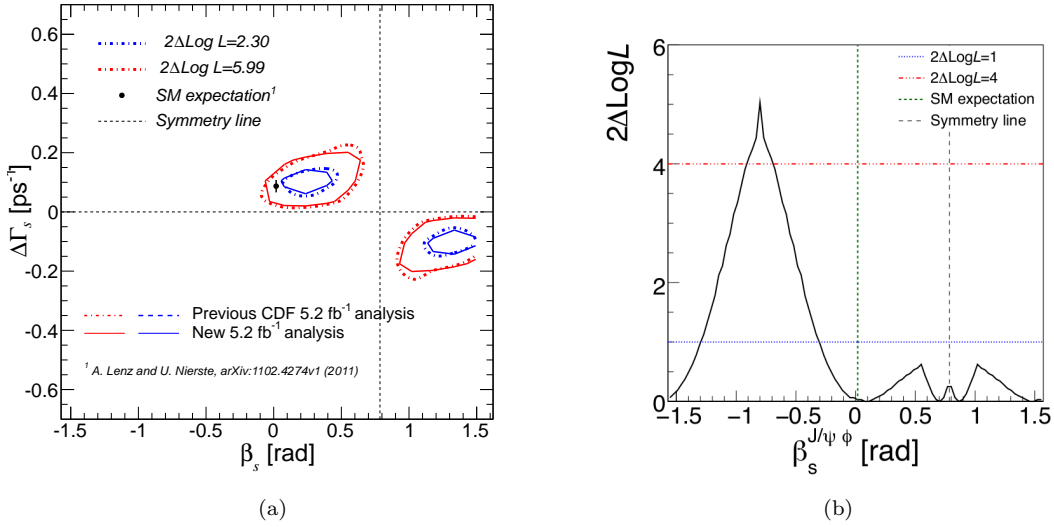 0.6
0.4
0.2
0
-0.2
-0.4
-0.6
ΔΓs [ps-1]
2ΔLog L=2.30
2ΔLog L=5.99
SM expectation1
Symmetry line
Previous CDF 5.2 fb-1 analysis
New 5.2 fb-1 analysis
1 A. Lenz and U. Nierste, arXiv:1102.4274v1 (2011)
-1.5 -1 -0.5 0 0.5 1 1.5
βs [rad]
(a)
6
4
2
0
2ΔLogL
2ΔLogL=1
2ΔLogL=4
SM expectation
Symmetry line
−1.5 −1 −0.5 0 0.5 1 1.5
βsJ/ψ ϕ [rad]
(b)